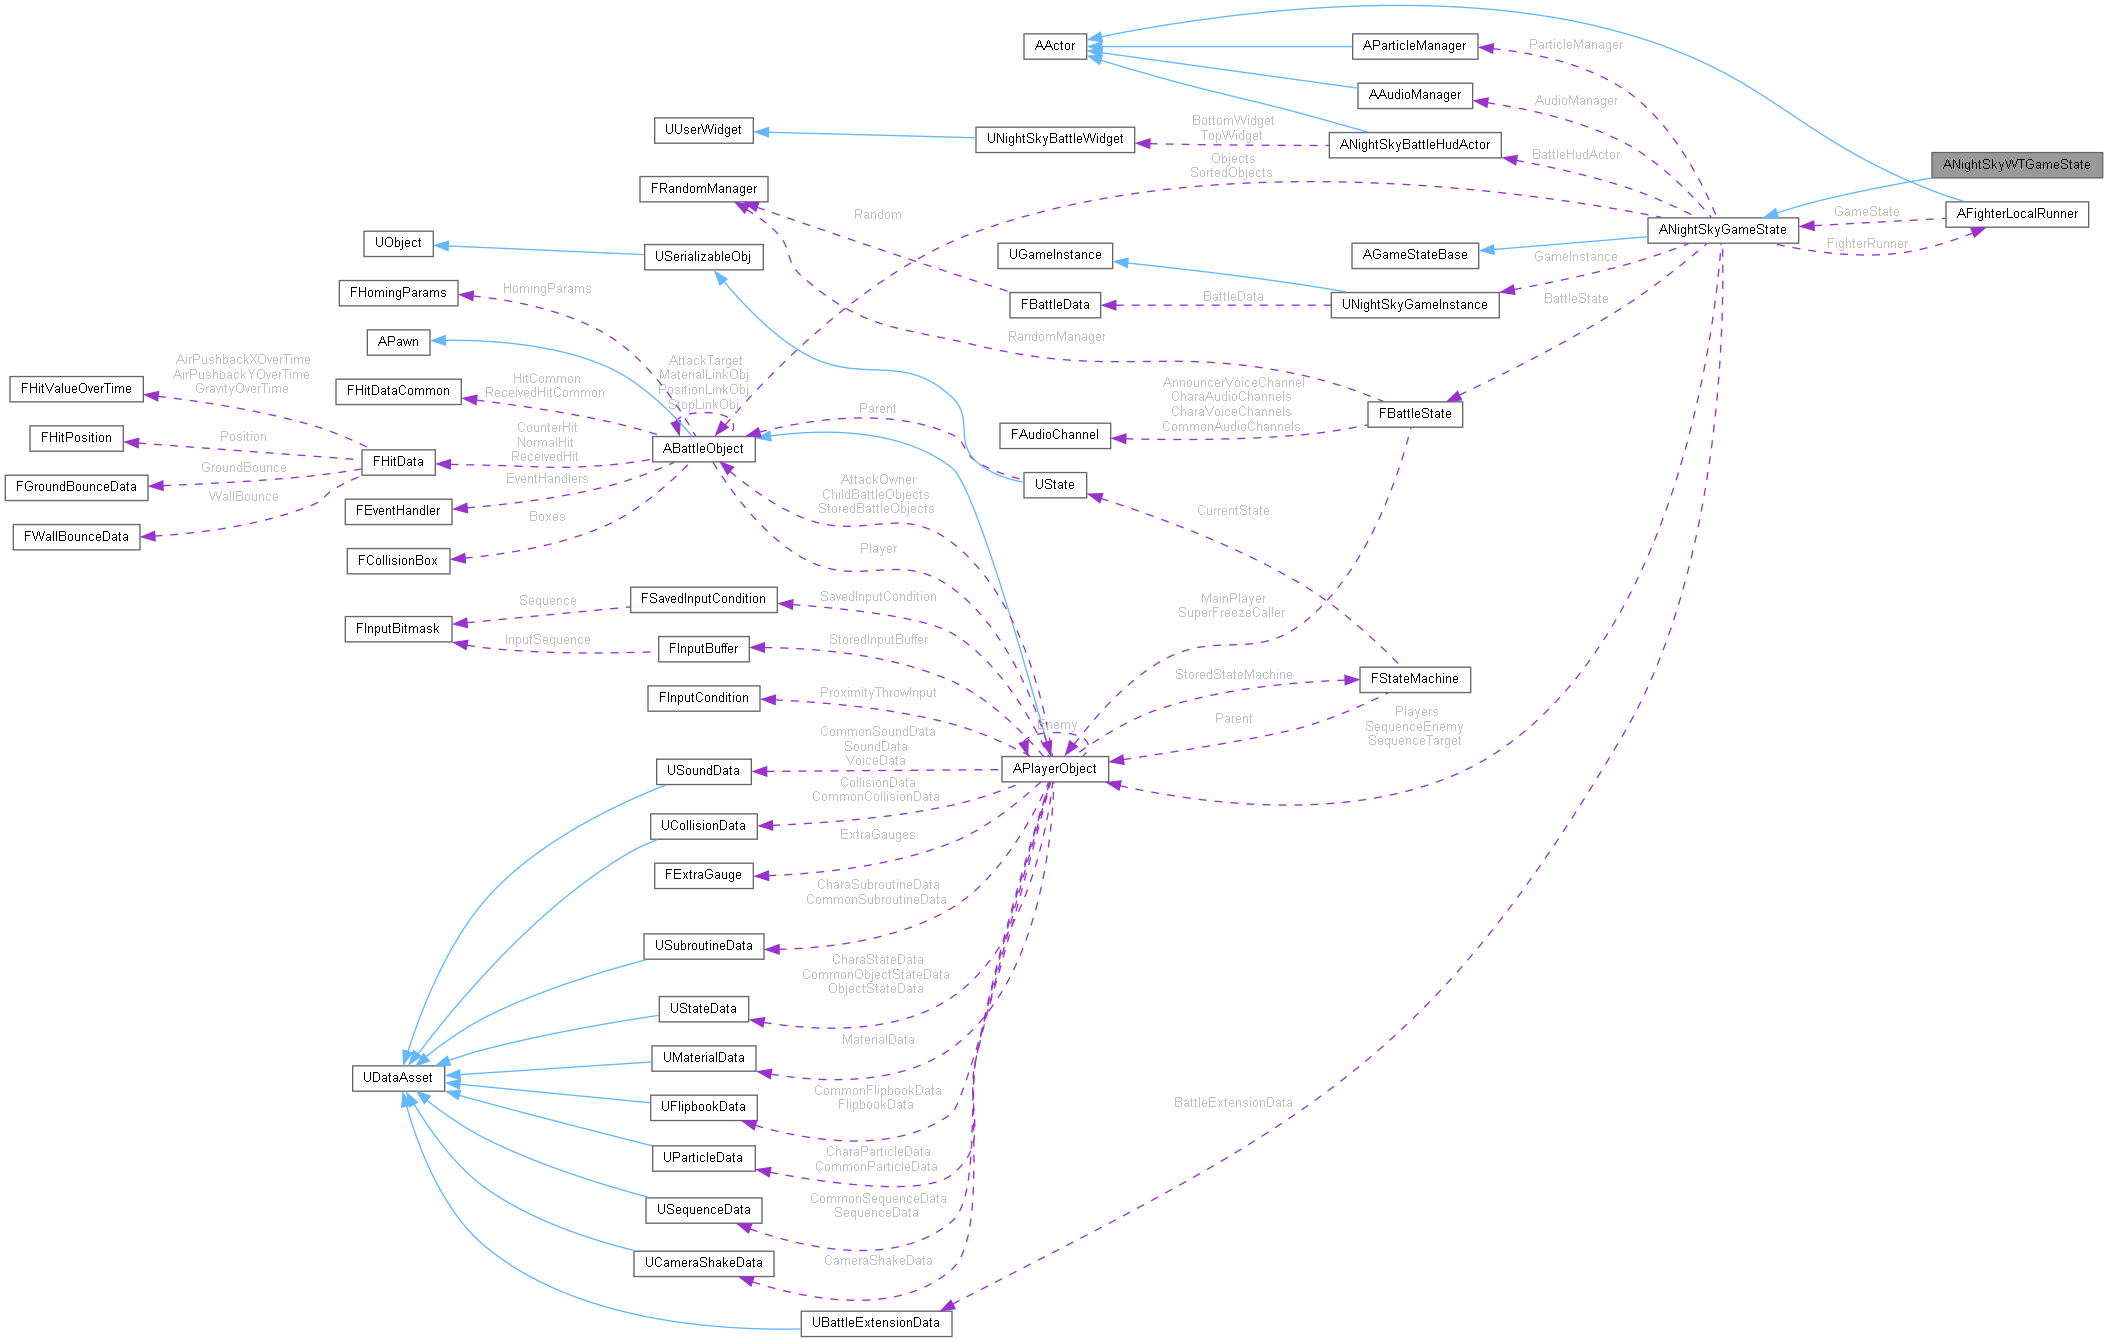 AActor
AParticleManager
ParticleManager
AAudioManager
AudioManager
UUserWidget
UNightSkyBattleWidget
BottomWidget
TopWidget
ANightSkyBattleHudActor
BattleHudActor
ANightSkyWTGameState
Objects
SortedObjects
FRandomManager
Random
GameState
AFighterLocalRunner
ANightSkyGameState
FighterRunner
UObject
USerializableObj
UGameInstance
AGameStateBase
GameInstance
FHomingParams
HomingParams
FBattleData
BattleData
UNightSkyGameInstance
BattleState
APawn
RandomManager
AirPushbackXOverTime
AirPushbackYOverTime
GravityOverTime
FHitValueOverTime
FHitDataCommon
HitCommon
ReceivedHitCommon
AttackTarget
MaterialLinkObj
PositionLinkObj
StopLinkObj
Parent
AnnouncerVoiceChannel
CharaAudioChannels
CharaVoiceChannels
CommonAudioChannels
FBattleState
FAudioChannel
FHitPosition
Position
CounterHit
NormalHit
ReceivedHit
ABattleObject
FHitData
GroundBounce
FGroundBounceData
WallBounce
FWallBounceData
EventHandlers
FEventHandler
Boxes
FCollisionBox
AttackOwner
ChildBattleObjects
StoredBattleObjects
Player
UState
CurrentState
FSavedInputCondition
SavedInputCondition
Sequence
FInputBitmask
InputSequence
FInputBuffer
StoredInputBuffer
MainPlayer
SuperFreezeCaller
FInputCondition
ProximityThrowInput
StoredStateMachine
FStateMachine
Parent
Players
SequenceEnemy
SequenceTarget
Enemy
APlayerObject
CommonSoundData
SoundData
VoiceData
USoundData
CollisionData
CommonCollisionData
UCollisionData
ExtraGauges
FExtraGauge
CharaSubroutineData
CommonSubroutineData
USubroutineData
CharaStateData
CommonObjectStateData
ObjectStateData
UStateData
MaterialData
UMaterialData
UDataAsset
CommonFlipbookData
FlipbookData
UFlipbookData
BattleExtensionData
CharaParticleData
CommonParticleData
UParticleData
CommonSequenceData
SequenceData
USequenceData
CameraShakeData
UCameraShakeData
UBattleExtensionData